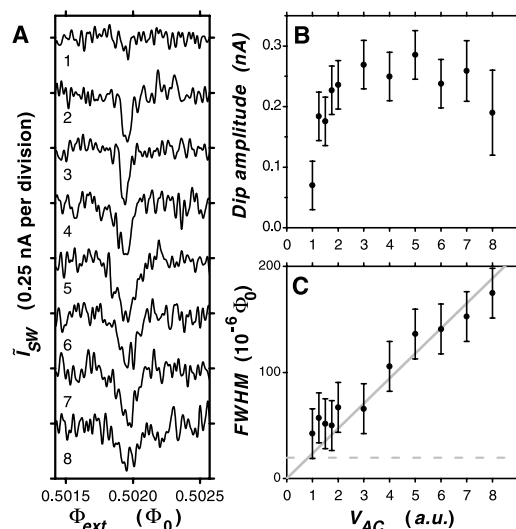 A
1
2
3
4
5
6
7
8
Ĩ_SW (0.25 nA per division)
0.5015 0.5020 0.5025
Φ_ext (Φ_0)
B
Dip amplitude (nA)
0.3
0.2
0.1
0.0
0 1 2 3 4 5 6 7 8
C
FWHM (10^-6 Φ_0)
200
100
0
0 1 2 3 4 5 6 7 8
V_AC (a.u.)